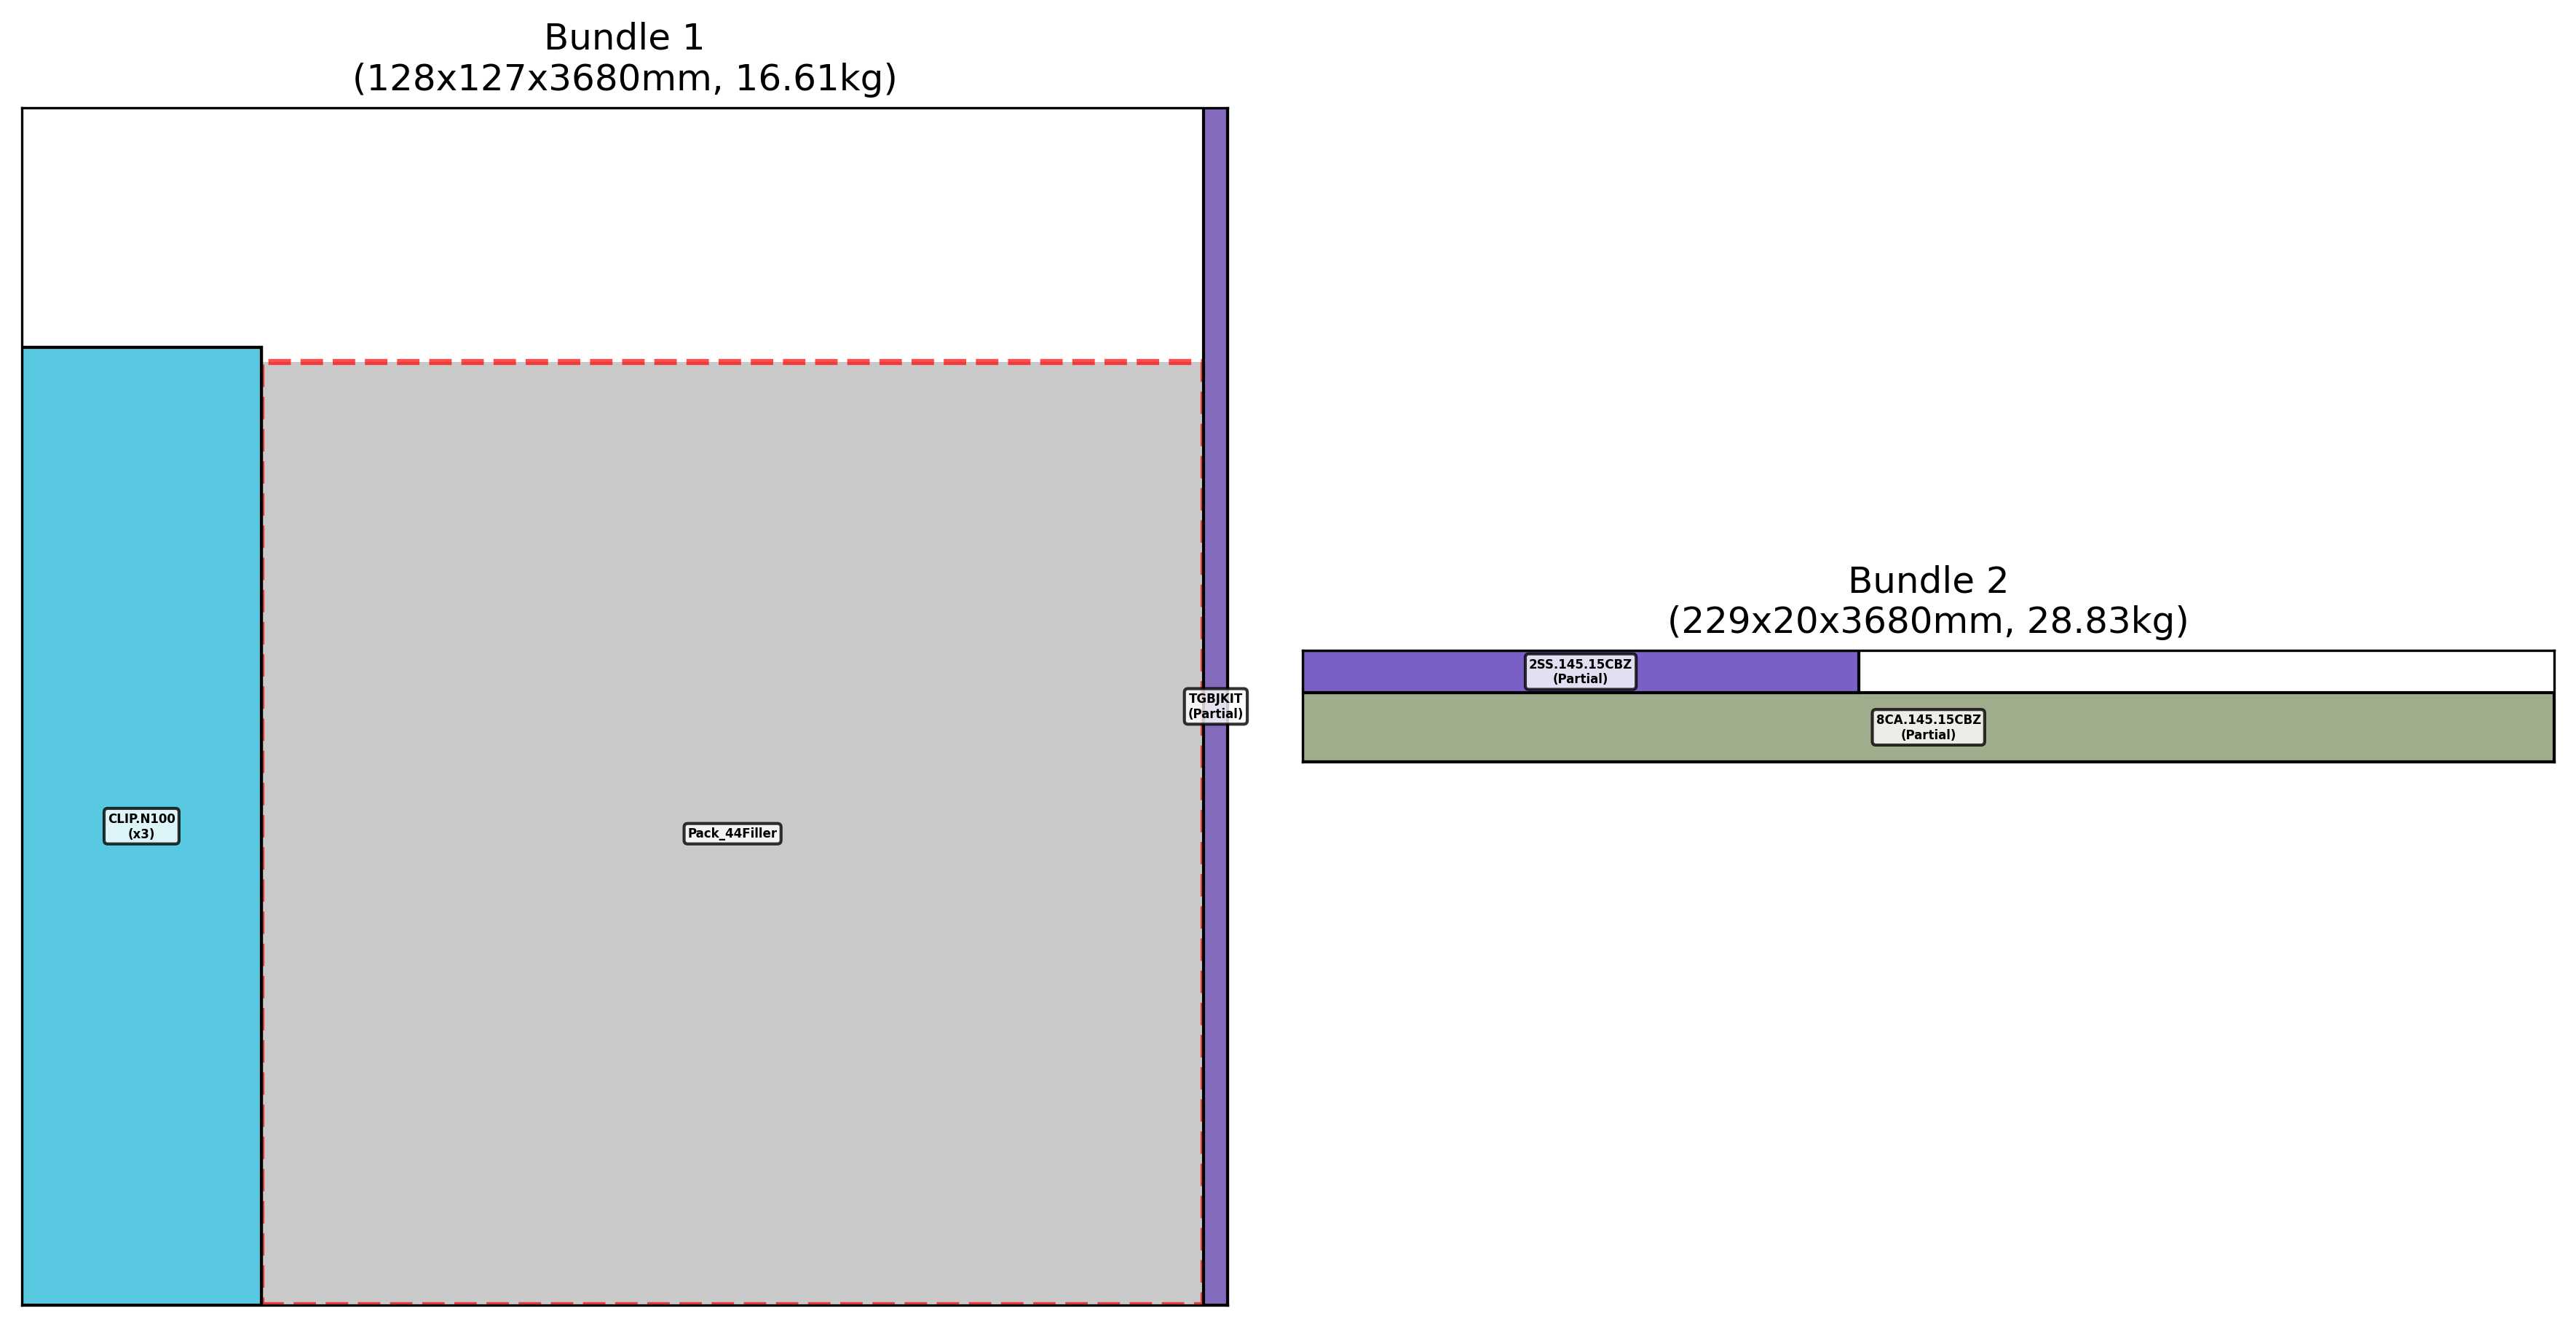 Bundle 1
(128x127x3680mm, 16.61kg)
CLIP.N100
(x3)
Pack_44Filler
TGBJKIT
(Partial)
Bundle 2
(229x20x3680mm, 28.83kg)
2SS.145.15CBZ
(Partial)
8CA.145.15CBZ
(Partial)